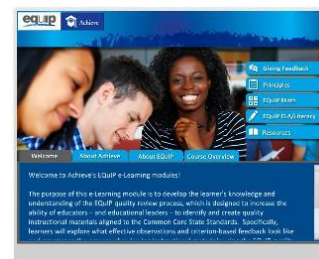 equip Achieve
Giving Feedback
Principles
EQuIP Math
EQuIP ELA/Literacy
Resources
Welcome About Achieve About EQuIP Course Overview
Welcome to Achieve's EQuIP e-Learning modules!
The purpose of this e-Learning module is to develop the learner's knowledge and
understanding of the EQuIP quality review process, which is designed to increase the
ability of educators – and educational leaders – to identify and create quality
instructional materials aligned to the Common Core State Standards. Specifically,
learners will explore what effective observations and criterion-based feedback look like